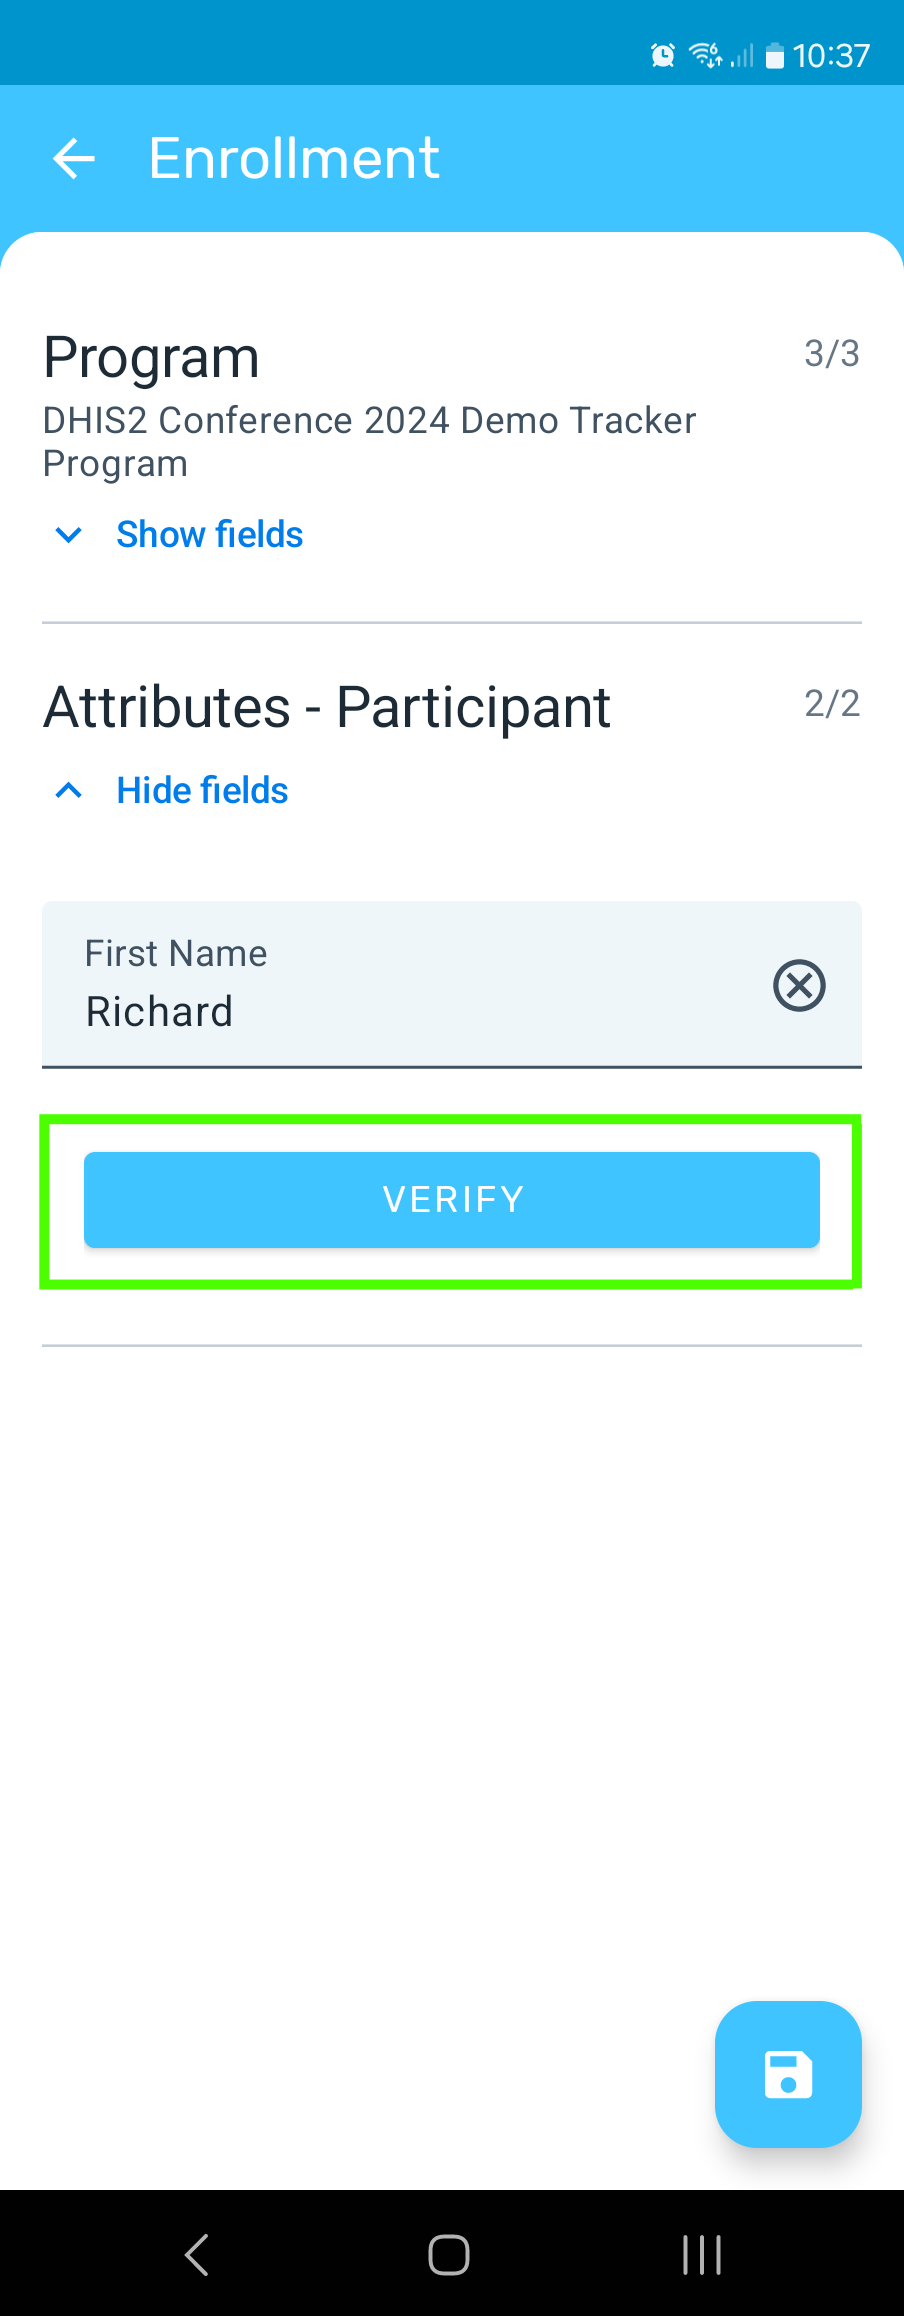 10:37
Enrollment
Program
3/3
DHIS2 Conference 2024 Demo Tracker
Program
Show fields
Attributes - Participant
2/2
Hide fields
First Name
Richard
VERIFY